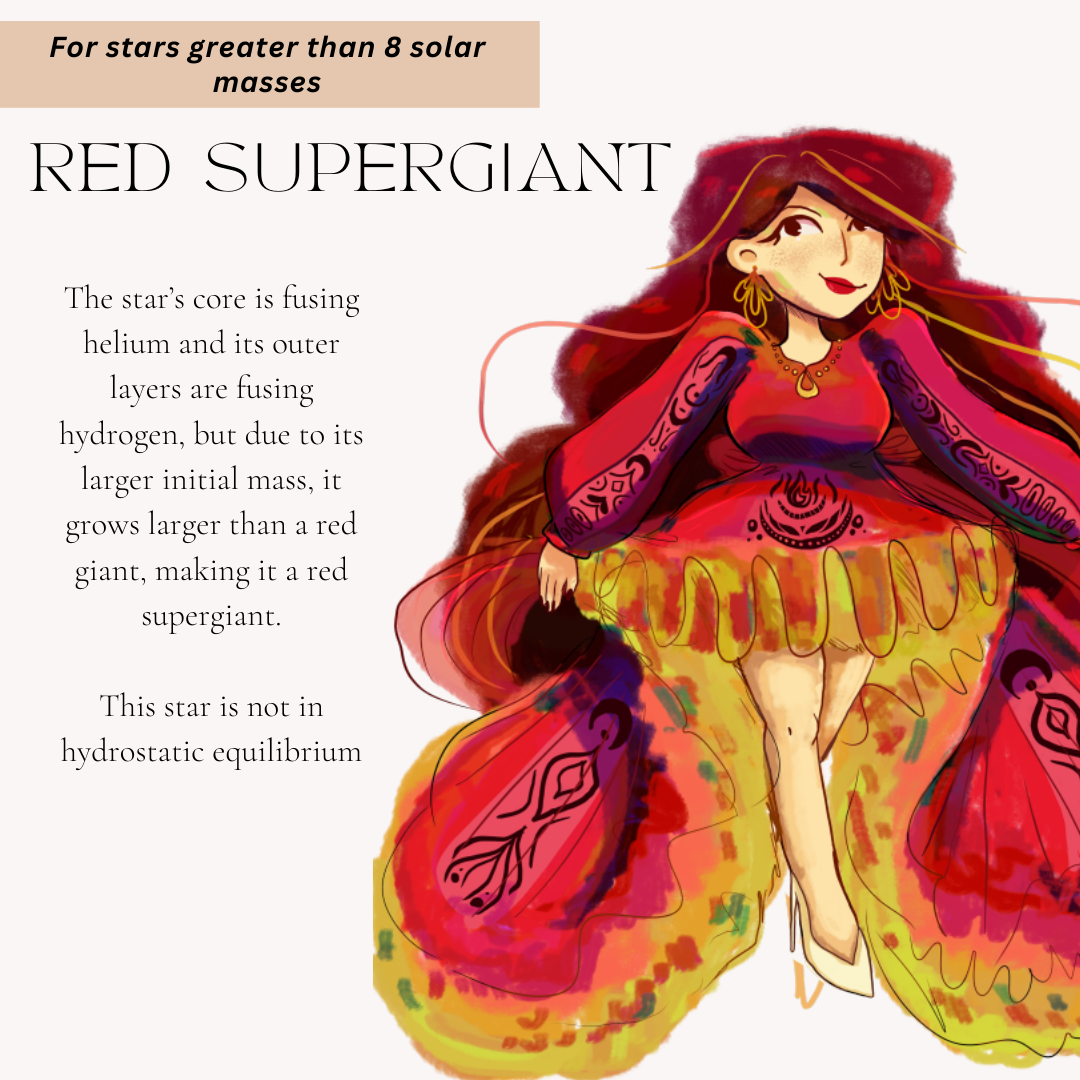 For stars greater than 8 solar
masses
RED SUPERGIANT
The star’s core is fusing
helium and its outer
layers are fusing
hydrogen, but due to its
larger initial mass, it
grows larger than a red
giant, making it a red
supergiant.
This star is not in
hydrostatic equilibrium